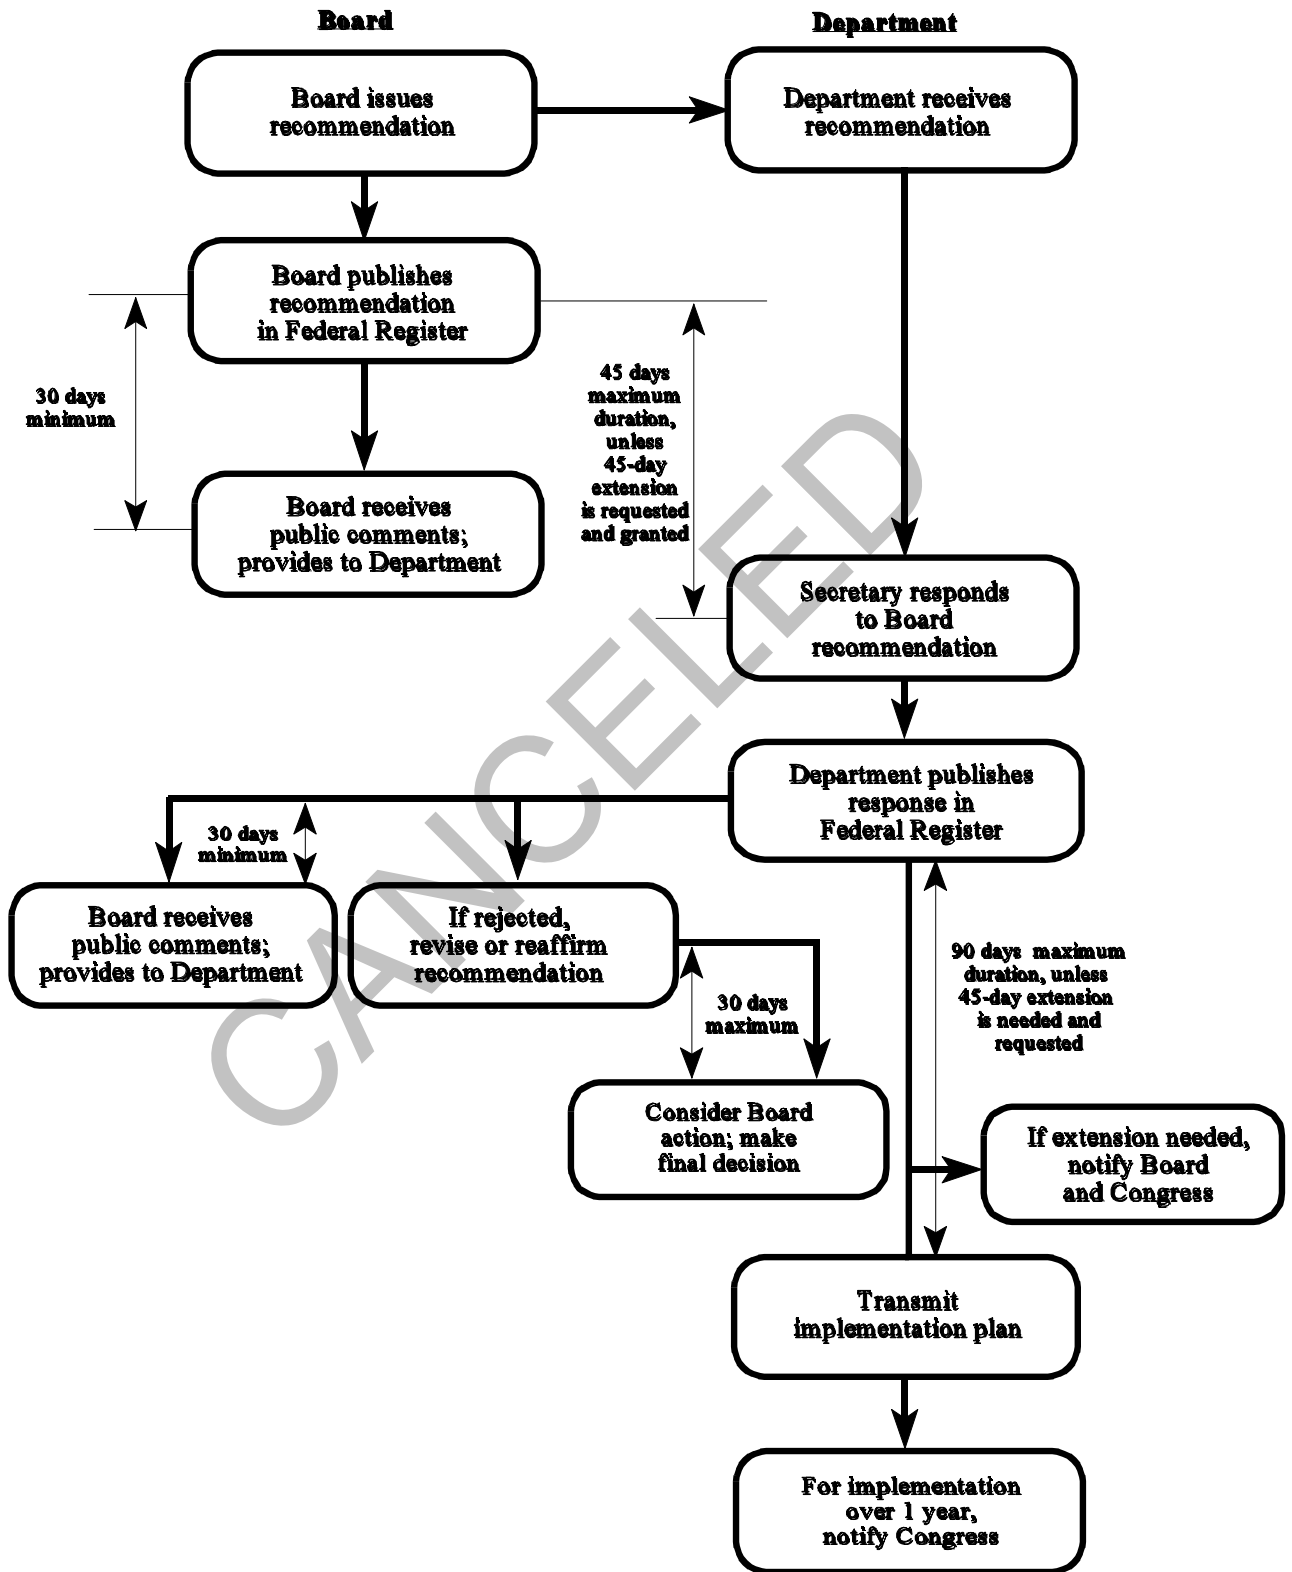 Board
Department
Board issues
recommendation
Department receives
recommendation
Board publishes
recommendation
in Federal Register
30 days
minimum
45 days
maximum
duration,
unless
45-day
extension
is requested
and granted
Board receives
public comments;
provides to Department
Secretary responds
to Board
recommendation
Department publishes
response in
Federal Register
30 days
minimum
Board receives
public comments;
provides to Department
If rejected,
revise or reaffirm
recommendation
30 days
maximum
90 days maximum
duration, unless
45-day extension
is needed and
requested
Consider Board
action; make
final decision
If extension needed,
notify Board
and Congress
Transmit
implementation plan
For implementation
over 1 year,
notify Congress
CANCELED